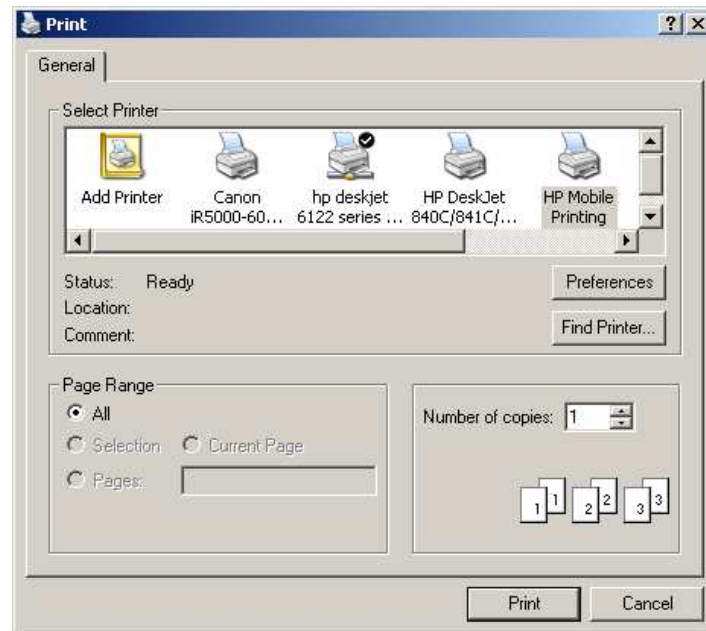 Print
General
Select Printer
Add Printer
Canon iR5000-60...
hp deskjet 6122 series ...
HP DeskJet 840C/841C/...
HP Mobile Printing
Status: Ready
Preferences
Location:
Comment:
Find Printer...
Page Range
All
Selection Current Page
Pages:
Number of copies: 1
1 1 2 2 3 3
Print Cancel